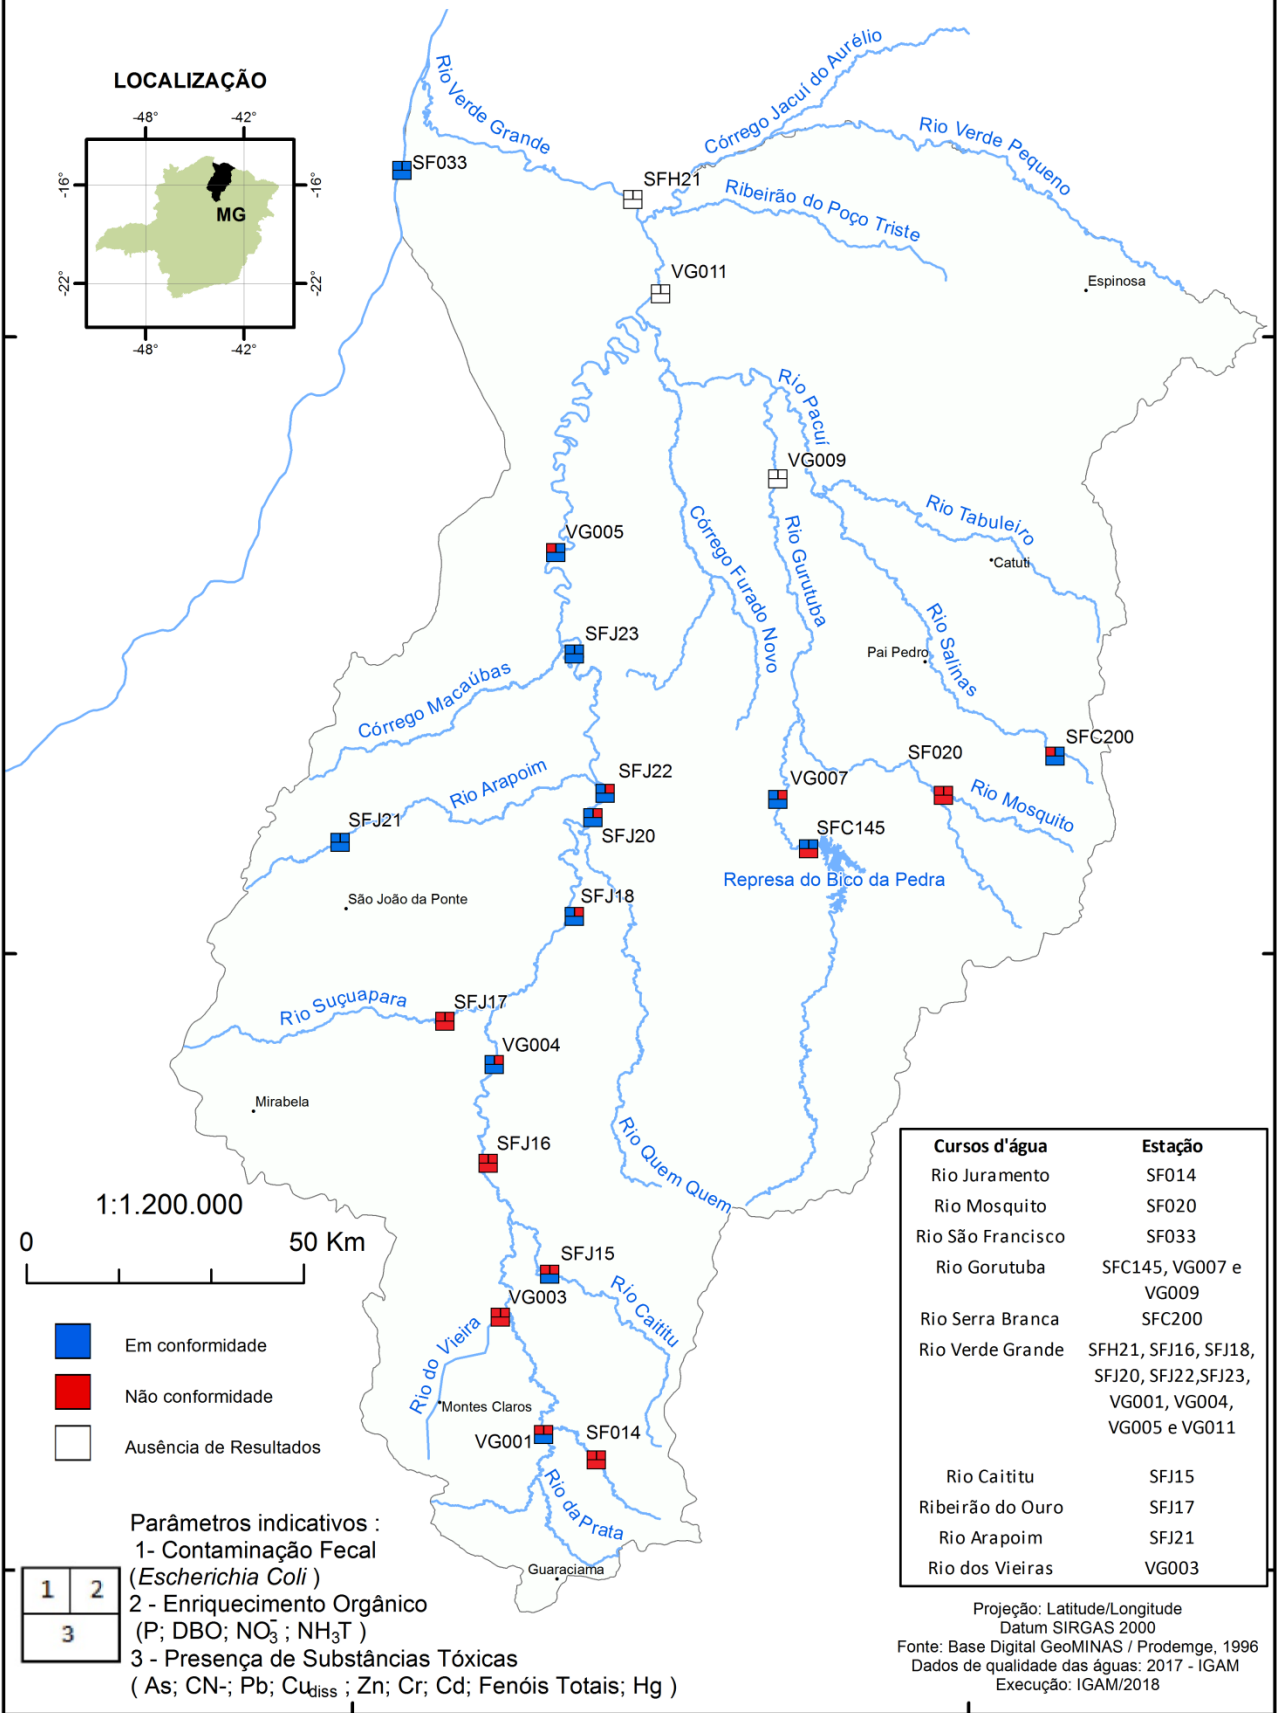 LOCALIZAÇÃO
-48°
-42°
-16°
-16°
MG
-22°
-22°
-48°
-42°
Rio Verde Grande
Córrego Jacuí do Aurélio
Rio Verde Pequeno
SF033
SFH21
Ribeirão do Poço Triste
VG011
Espinosa
Rio Pacuí
VG009
Rio Tabuleiro
VG005
Córrego Furado Novo
Rio Gurutuba
Catuti
SFJ23
Rio Salinas
Pai Pedro
Córrego Macaúbas
SFC200
SF020
Rio Arapoim
SFJ22
VG007
Rio Mosquito
SFJ21
SFJ20
SFC145
Represa do Bico da Pedra
São João da Ponte
SFJ18
Rio Suçuapara
SFJ17
VG004
Mirabela
SFJ16
Rio Quem Quem
1:1.200.000
0
50 Km
SFJ15
VG003
Rio Caititu
Rio do Vieira
Montes Claros
VG001
SF014
Rio da Prata
Guaraciama
Em conformidade
Não conformidade
Ausência de Resultados
Parâmetros indicativos :
1- Contaminação Fecal
(Escherichia Coli )
2 - Enriquecimento Orgânico
(P; DBO; NO₃⁻ ; NH₃T )
3 - Presença de Substâncias Tóxicas
( As; CN-; Pb; Cu diss ; Zn; Cr; Cd; Fenóis Totais; Hg )
1 2
3
Cursos d'água Estação
Rio Juramento SF014
Rio Mosquito SF020
Rio São Francisco SF033
Rio Gorutuba SFC145, VG007 e
VG009
Rio Serra Branca SFC200
Rio Verde Grande SFH21, SFJ16, SFJ18,
SFJ20, SFJ22,SFJ23,
VG001, VG004,
VG005 e VG011
Rio Caititu SFJ15
Ribeirão do Ouro SFJ17
Rio Arapoim SFJ21
Rio dos Vieiras VG003
Projeção: Latitude/Longitude
Datum SIRGAS 2000
Fonte: Base Digital GeoMINAS / Prodemge, 1996
Dados de qualidade das águas: 2017 - IGAM
Execução: IGAM/2018